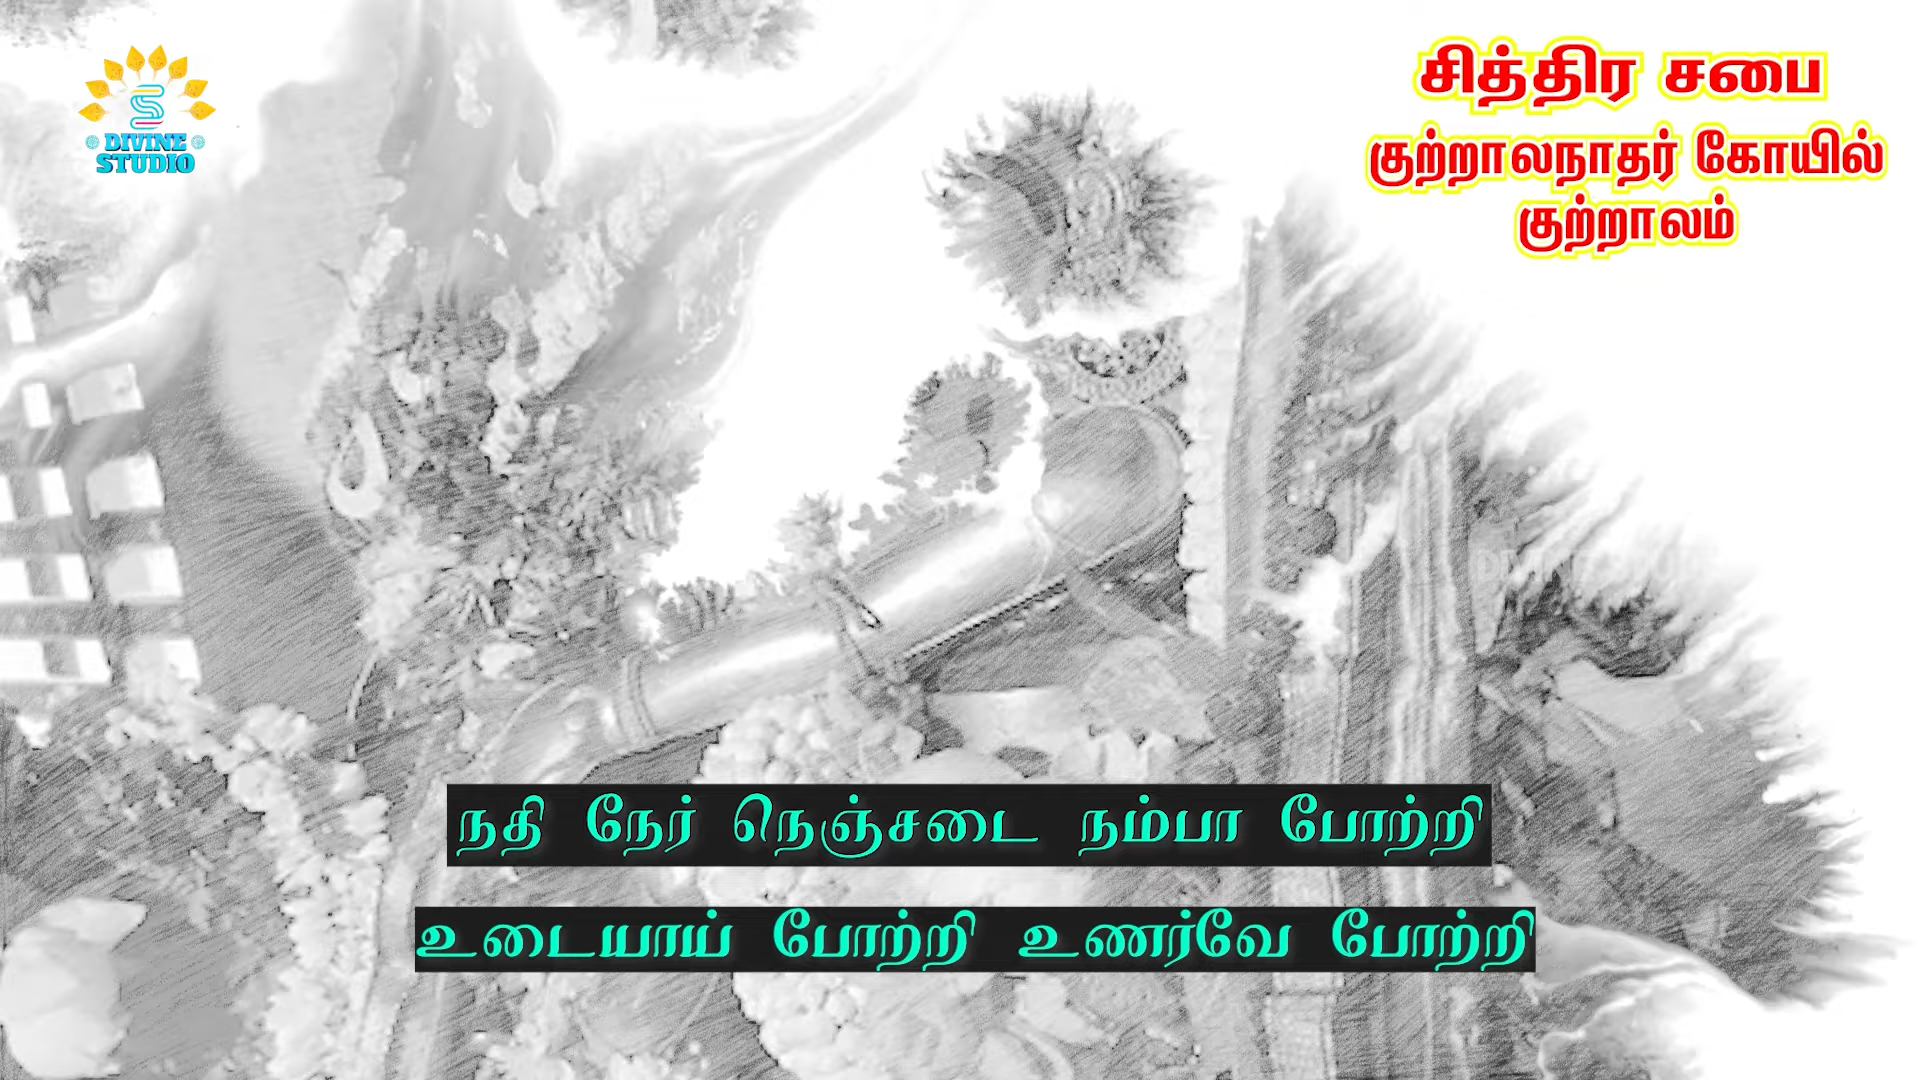 DIVINE
STUDIO
சித்திர சபை
குற்றாலநாதர் கோயில்
குற்றாலம்
நதி நேர் நெஞ்சடை நம்பா போற்றி
உடையாய் போற்றி உணர்வே போற்றி